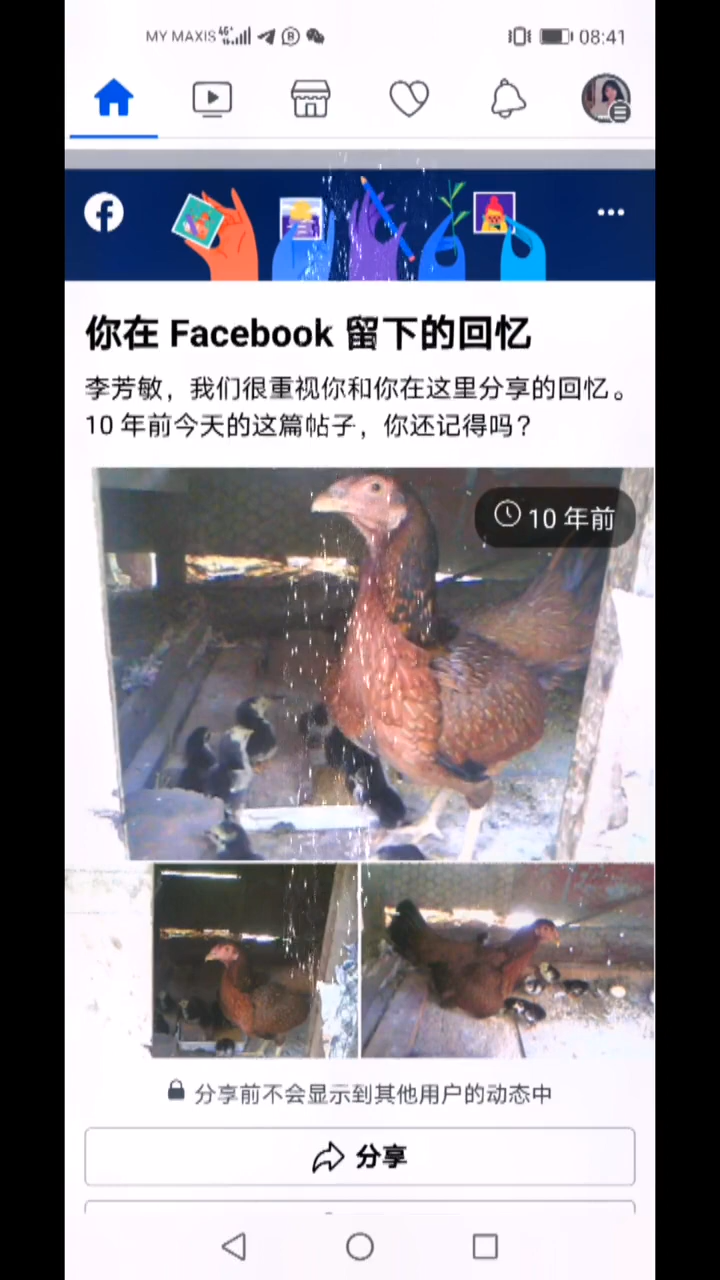 MY MAXIS 4G+ 08:41
你在 Facebook 留下的回忆
李芳敏，我们很重视你和你在这里分享的回忆。
10 年前今天的这篇帖子，你还记得吗？
10 年前
分享前不会显示到其他用户的动态中
分享